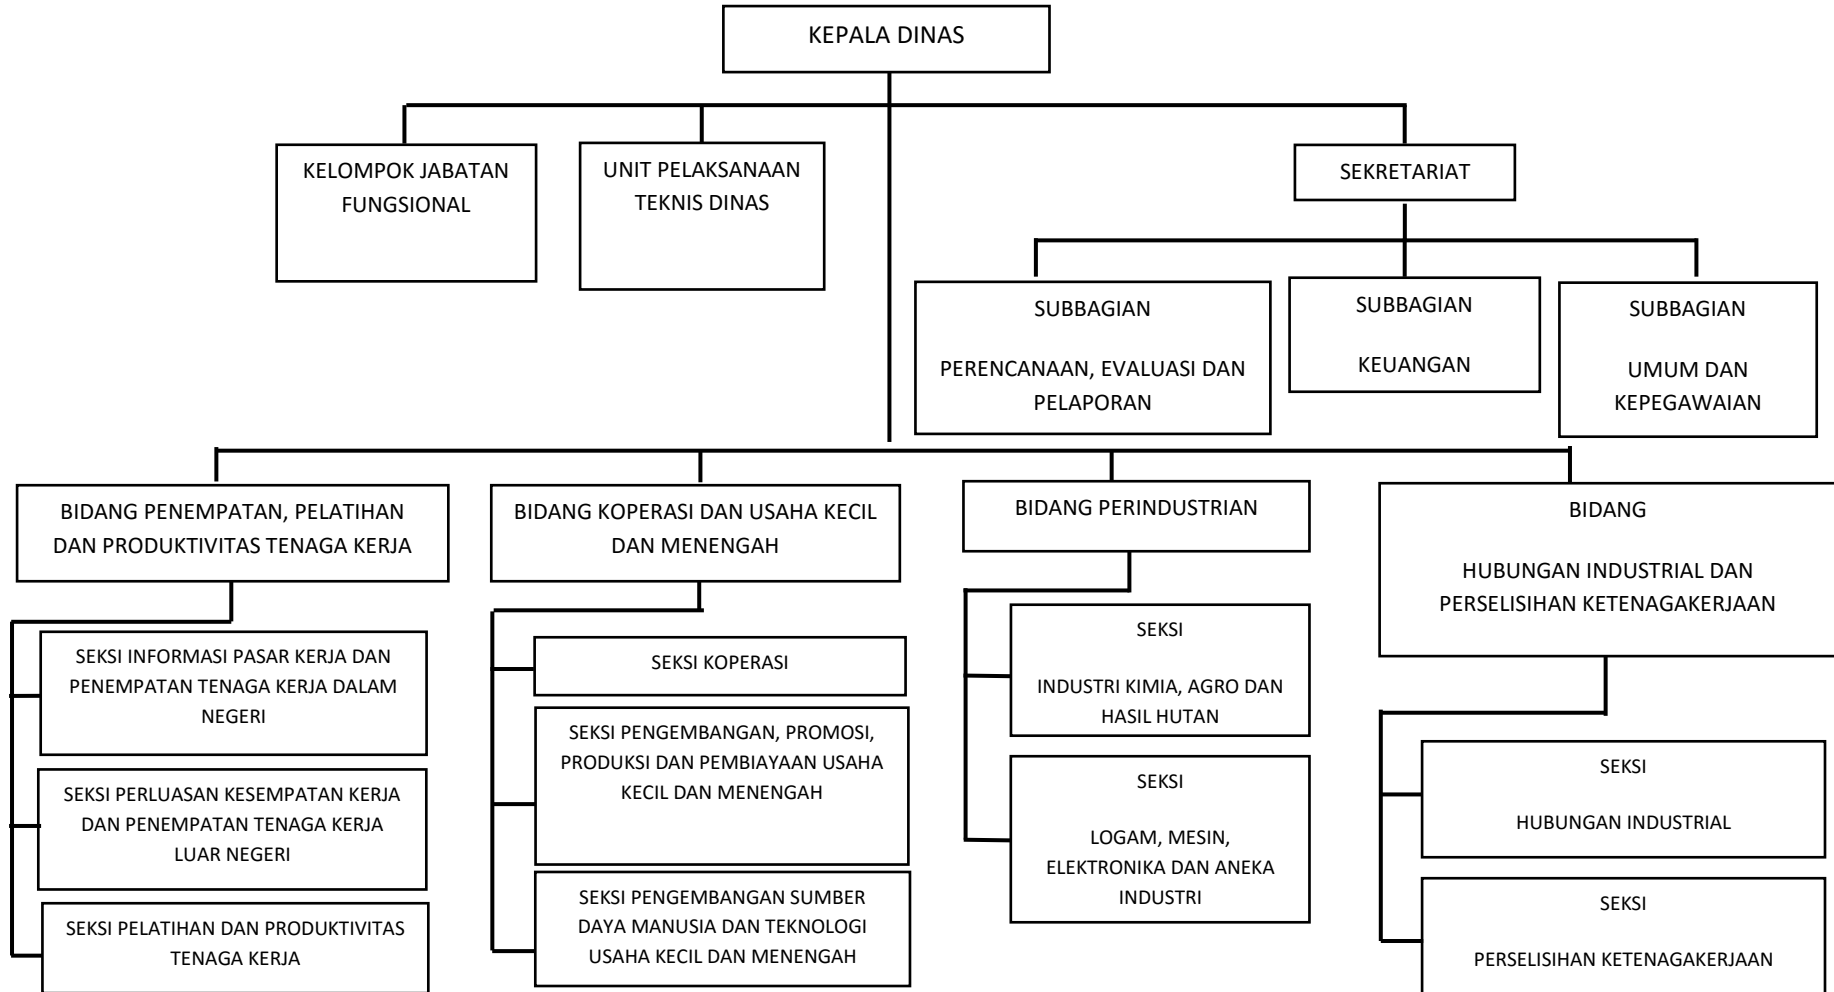 KEPALA DINAS
KELOMPOK JABATAN
FUNGSIONAL
UNIT PELAKSANAAN
TEKNIS DINAS
SEKRETARIAT
SUBBAGIAN
PERENCANAAN, EVALUASI DAN
PELAPORAN
SUBBAGIAN
KEUANGAN
SUBBAGIAN
UMUM DAN
KEPEGAWAIAN
BIDANG PENEMPATAN, PELATIHAN
DAN PRODUKTIVITAS TENAGA KERJA
SEKSI INFORMASI PASAR KERJA DAN
PENEMPATAN TENAGA KERJA DALAM
NEGERI
SEKSI PERLUASAN KESEMPATAN KERJA
DAN PENEMPATAN TENAGA KERJA
LUAR NEGERI
SEKSI PELATIHAN DAN PRODUKTIVITAS
TENAGA KERJA
BIDANG KOPERASI DAN USAHA KECIL
DAN MENENGAH
SEKSI KOPERASI
SEKSI PENGEMBANGAN, PROMOSI,
PRODUKSI DAN PEMBIAYAAN USAHA
KECIL DAN MENENGAH
SEKSI PENGEMBANGAN SUMBER
DAYA MANUSIA DAN TEKNOLOGI
USAHA KECIL DAN MENENGAH
BIDANG PERINDUSTRIAN
SEKSI
INDUSTRI KIMIA, AGRO DAN
HASIL HUTAN
SEKSI
LOGAM, MESIN,
ELEKTRONIKA DAN ANEKA
INDUSTRI
BIDANG
HUBUNGAN INDUSTRIAL DAN
PERSELISIHAN KETENAGAKERJAAN
SEKSI
HUBUNGAN INDUSTRIAL
SEKSI
PERSELISIHAN KETENAGAKERJAAN